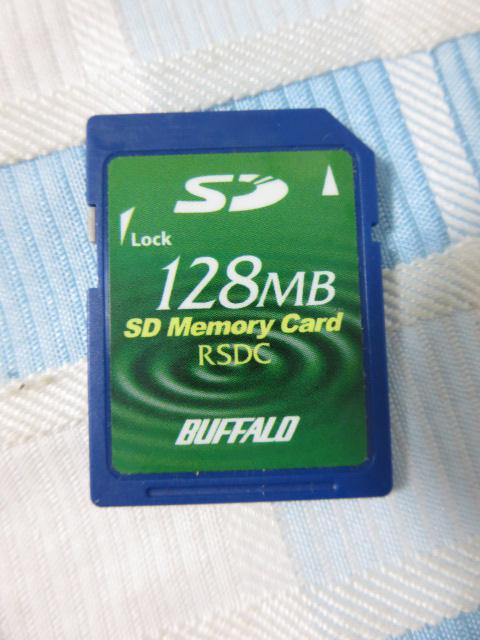 SD
Lock
128MB
SD Memory Card
RSDC
BUFFALO